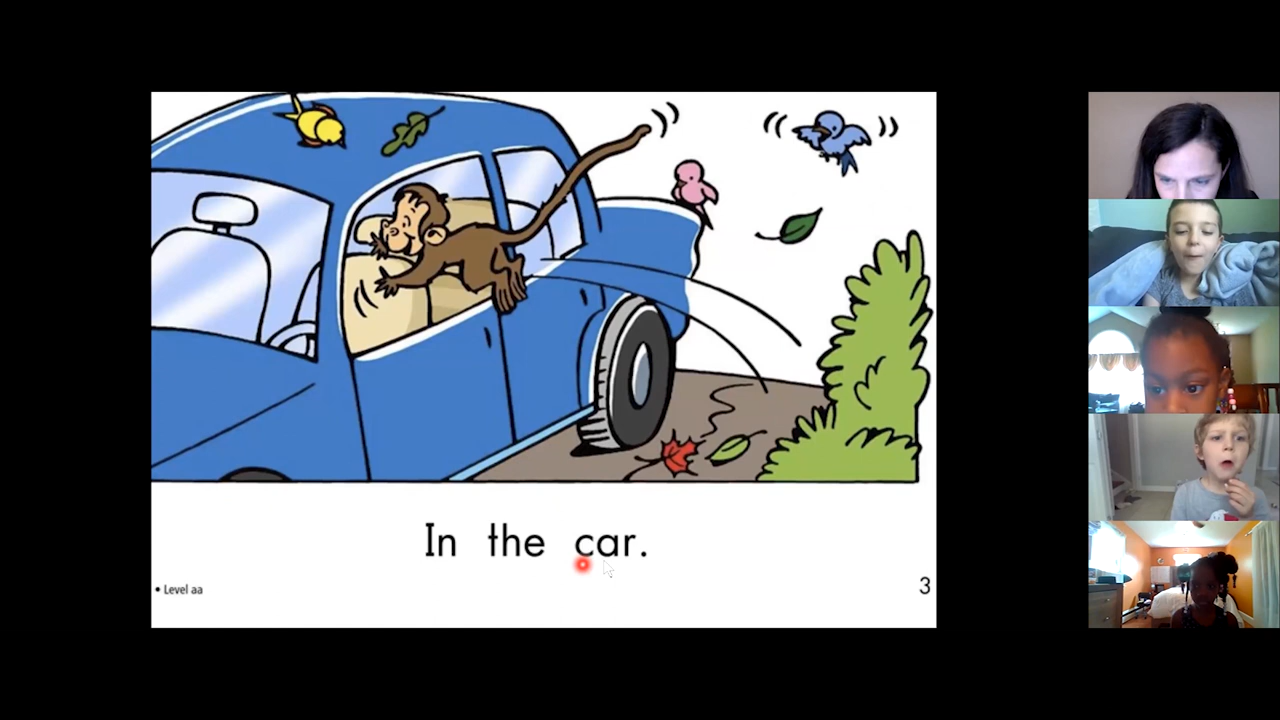 In the car.
• Level aa
3